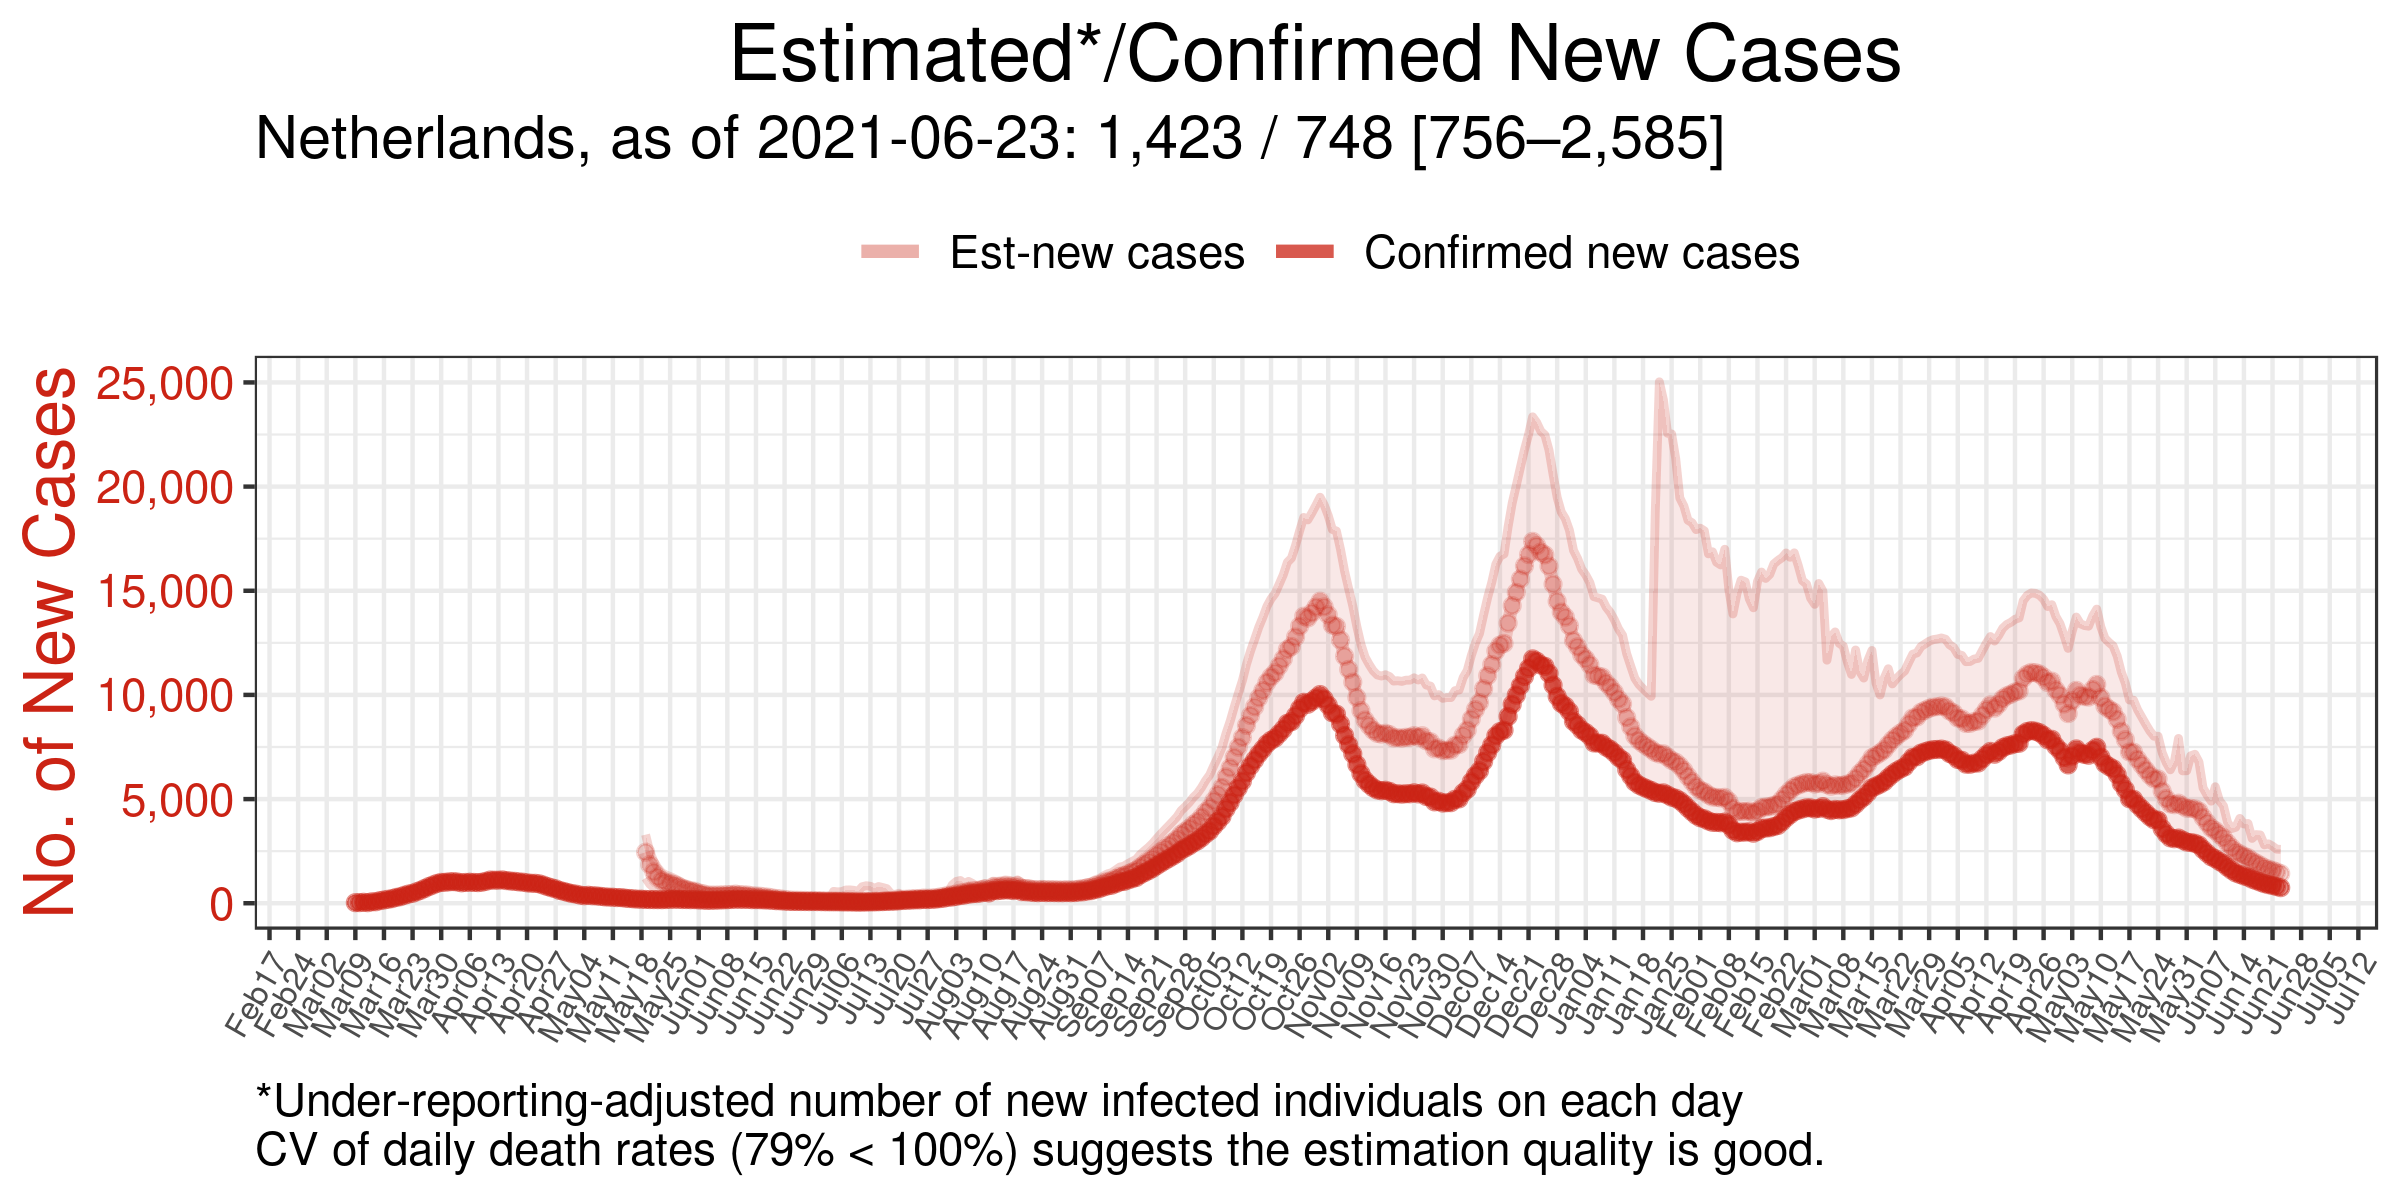 Estimated*/Confirmed New Cases
Netherlands, as of 2021-06-23: 1,423 / 748 [756–2,585]
Est-new cases Confirmed new cases
No. of New Cases
25,000
20,000
15,000
10,000
5,000
0
Feb17 Feb24 Mar02 Mar09 Mar16 Mar23 Mar30 Apr06 Apr13 Apr20 Apr27 May04 May11 May18 May25 Jun01 Jun08 Jun15 Jun22 Jun29 Jul06 Jul13 Jul20 Jul27 Aug03 Aug10 Aug17 Aug24 Aug31 Sep07 Sep14 Sep21 Sep28 Oct05 Oct12 Oct19 Oct26 Nov02 Nov09 Nov16 Nov23 Nov30 Dec07 Dec14 Dec21 Dec28 Jan04 Jan11 Jan18 Jan25 Feb01 Feb08 Feb15 Feb22 Mar01 Mar08 Mar15 Mar22 Mar29 Apr05 Apr12 Apr19 Apr26 May03 May10 May17 May24 May31 Jun07 Jun14 Jun21 Jun28 Jul05 Jul12
*Under-reporting-adjusted number of new infected individuals on each day
CV of daily death rates (79% < 100%) suggests the estimation quality is good.